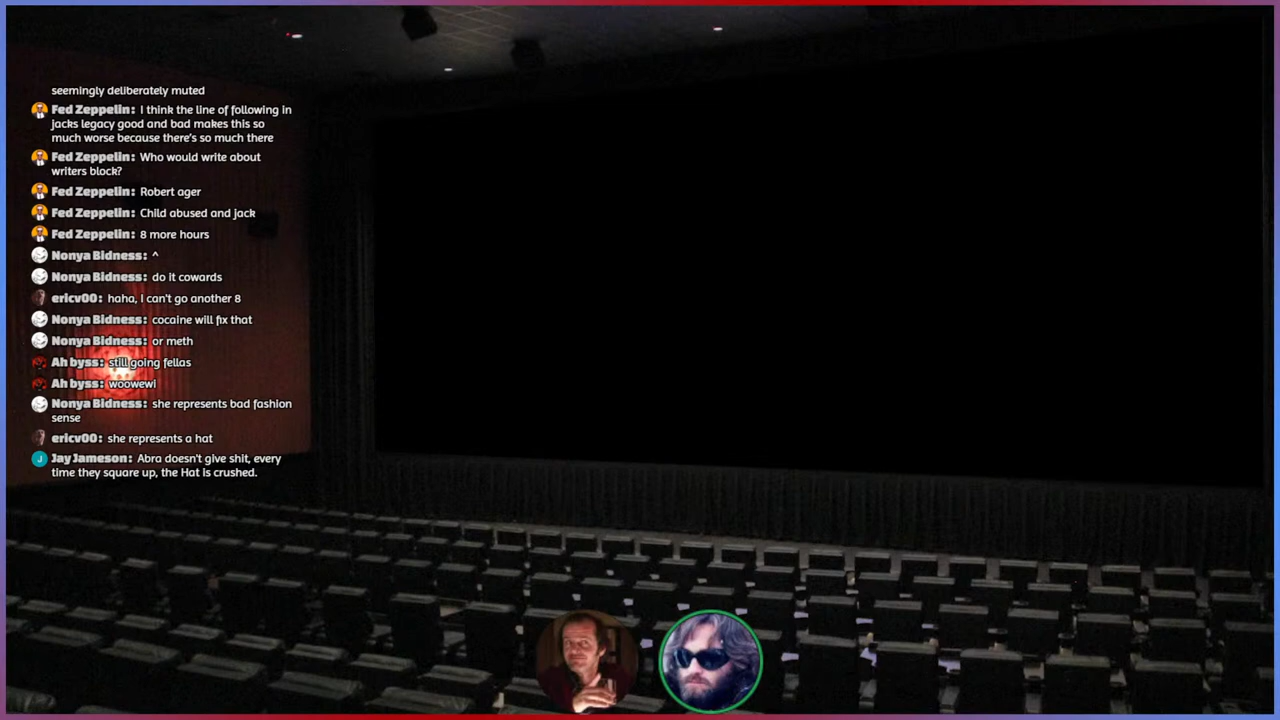 seemingly deliberately muted
Fed Zeppelin: I think the line of following in
jacks legacy good and bad makes this so
much worse because there's so much there
Fed Zeppelin: Who would write about
writers block?
Fed Zeppelin: Robert ager
Fed Zeppelin: Child abused and jack
Fed Zeppelin: 8 more hours
Nonya Bidness: ^
Nonya Bidness: do it cowards
ericv00: haha, I can't go another 8
Nonya Bidness: cocaine will fix that
Nonya Bidness: or meth
Ah byss: still going fellas
Ah byss: woowewi
Nonya Bidness: she represents bad fashion
sense
ericv00: she represents a hat
J Jay Jameson: Abra doesn't give shit, every
time they square up, the Hat is crushed.